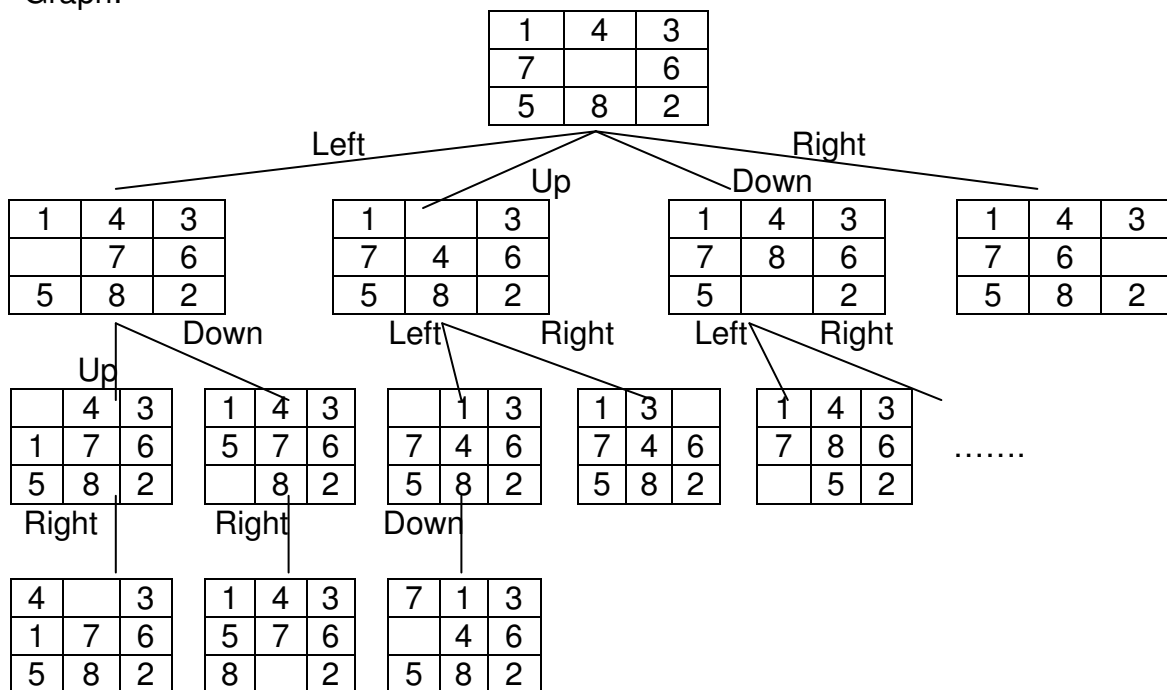 Graph:
1 4 3
7 6
5 8 2
Left Right
Up Down
1 4 3 1 3 1 4 3 1 4 3
7 6 7 4 6 7 8 6 7 6
5 8 2 5 8 2 5 2 5 8 2
Down Left Right Left Right
Up
4 3 1 4 3 1 3 1 3 1 4 3
1 7 6 5 7 6 7 4 6 7 4 6 7 8 6 .......
5 8 2 8 2 5 8 2 5 8 2 5 2
Right Right Down
4 3 1 4 3 7 1 3
1 7 6 5 7 6 4 6
5 8 2 8 2 5 8 2